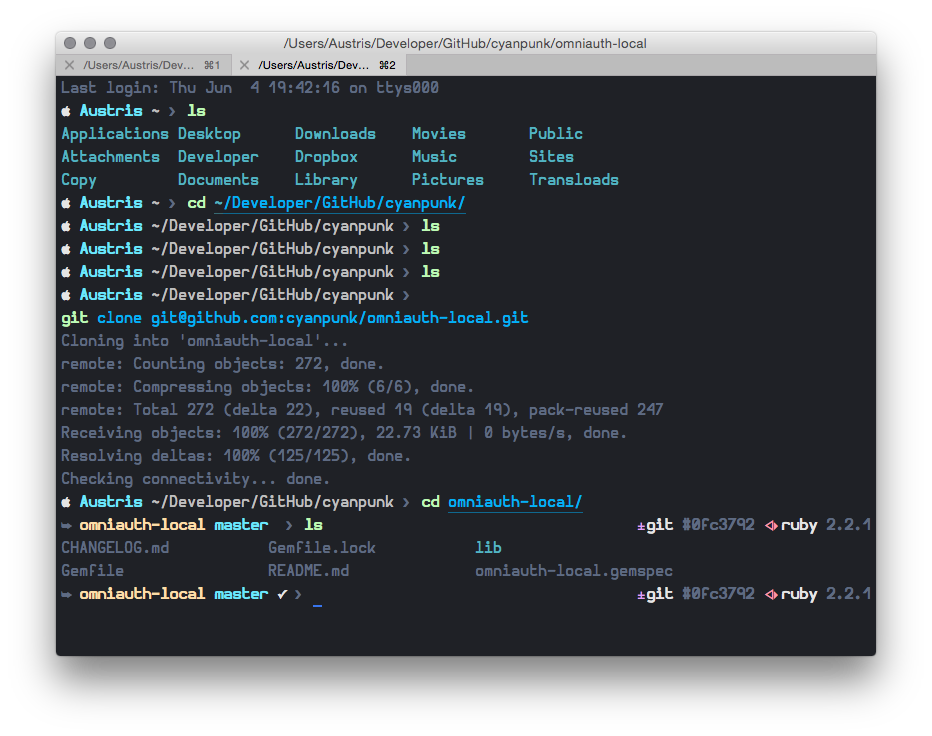 /Users/Austris/Developer/GitHub/cyanpunk/omniauth-local
/Users/Austris/Dev... ⌘1 /Users/Austris/Dev... ⌘2
Last login: Thu Jun  4 19:42:16 on ttys000
 Austris ~ › ls
Applications Desktop Downloads Movies Public
Attachments Developer Dropbox Music Sites
Copy Documents Library Pictures Transloads
 Austris ~ › cd ~/Developer/GitHub/cyanpunk/
 Austris ~/Developer/GitHub/cyanpunk › ls
 Austris ~/Developer/GitHub/cyanpunk › ls
 Austris ~/Developer/GitHub/cyanpunk › ls
 Austris ~/Developer/GitHub/cyanpunk ›
git clone git@github.com:cyanpunk/omniauth-local.git
Cloning into 'omniauth-local'...
remote: Counting objects: 272, done.
remote: Compressing objects: 100% (6/6), done.
remote: Total 272 (delta 22), reused 19 (delta 19), pack-reused 247
Receiving objects: 100% (272/272), 22.73 KiB | 0 bytes/s, done.
Resolving deltas: 100% (125/125), done.
Checking connectivity... done.
 Austris ~/Developer/GitHub/cyanpunk › cd omniauth-local/
➥ omniauth-local master › ls ±git #0fc3792 ruby 2.2.1
CHANGELOG.md Gemfile.lock lib
Gemfile README.md omniauth-local.gemspec
➥ omniauth-local master ✔ › _ ±git #0fc3792 ruby 2.2.1